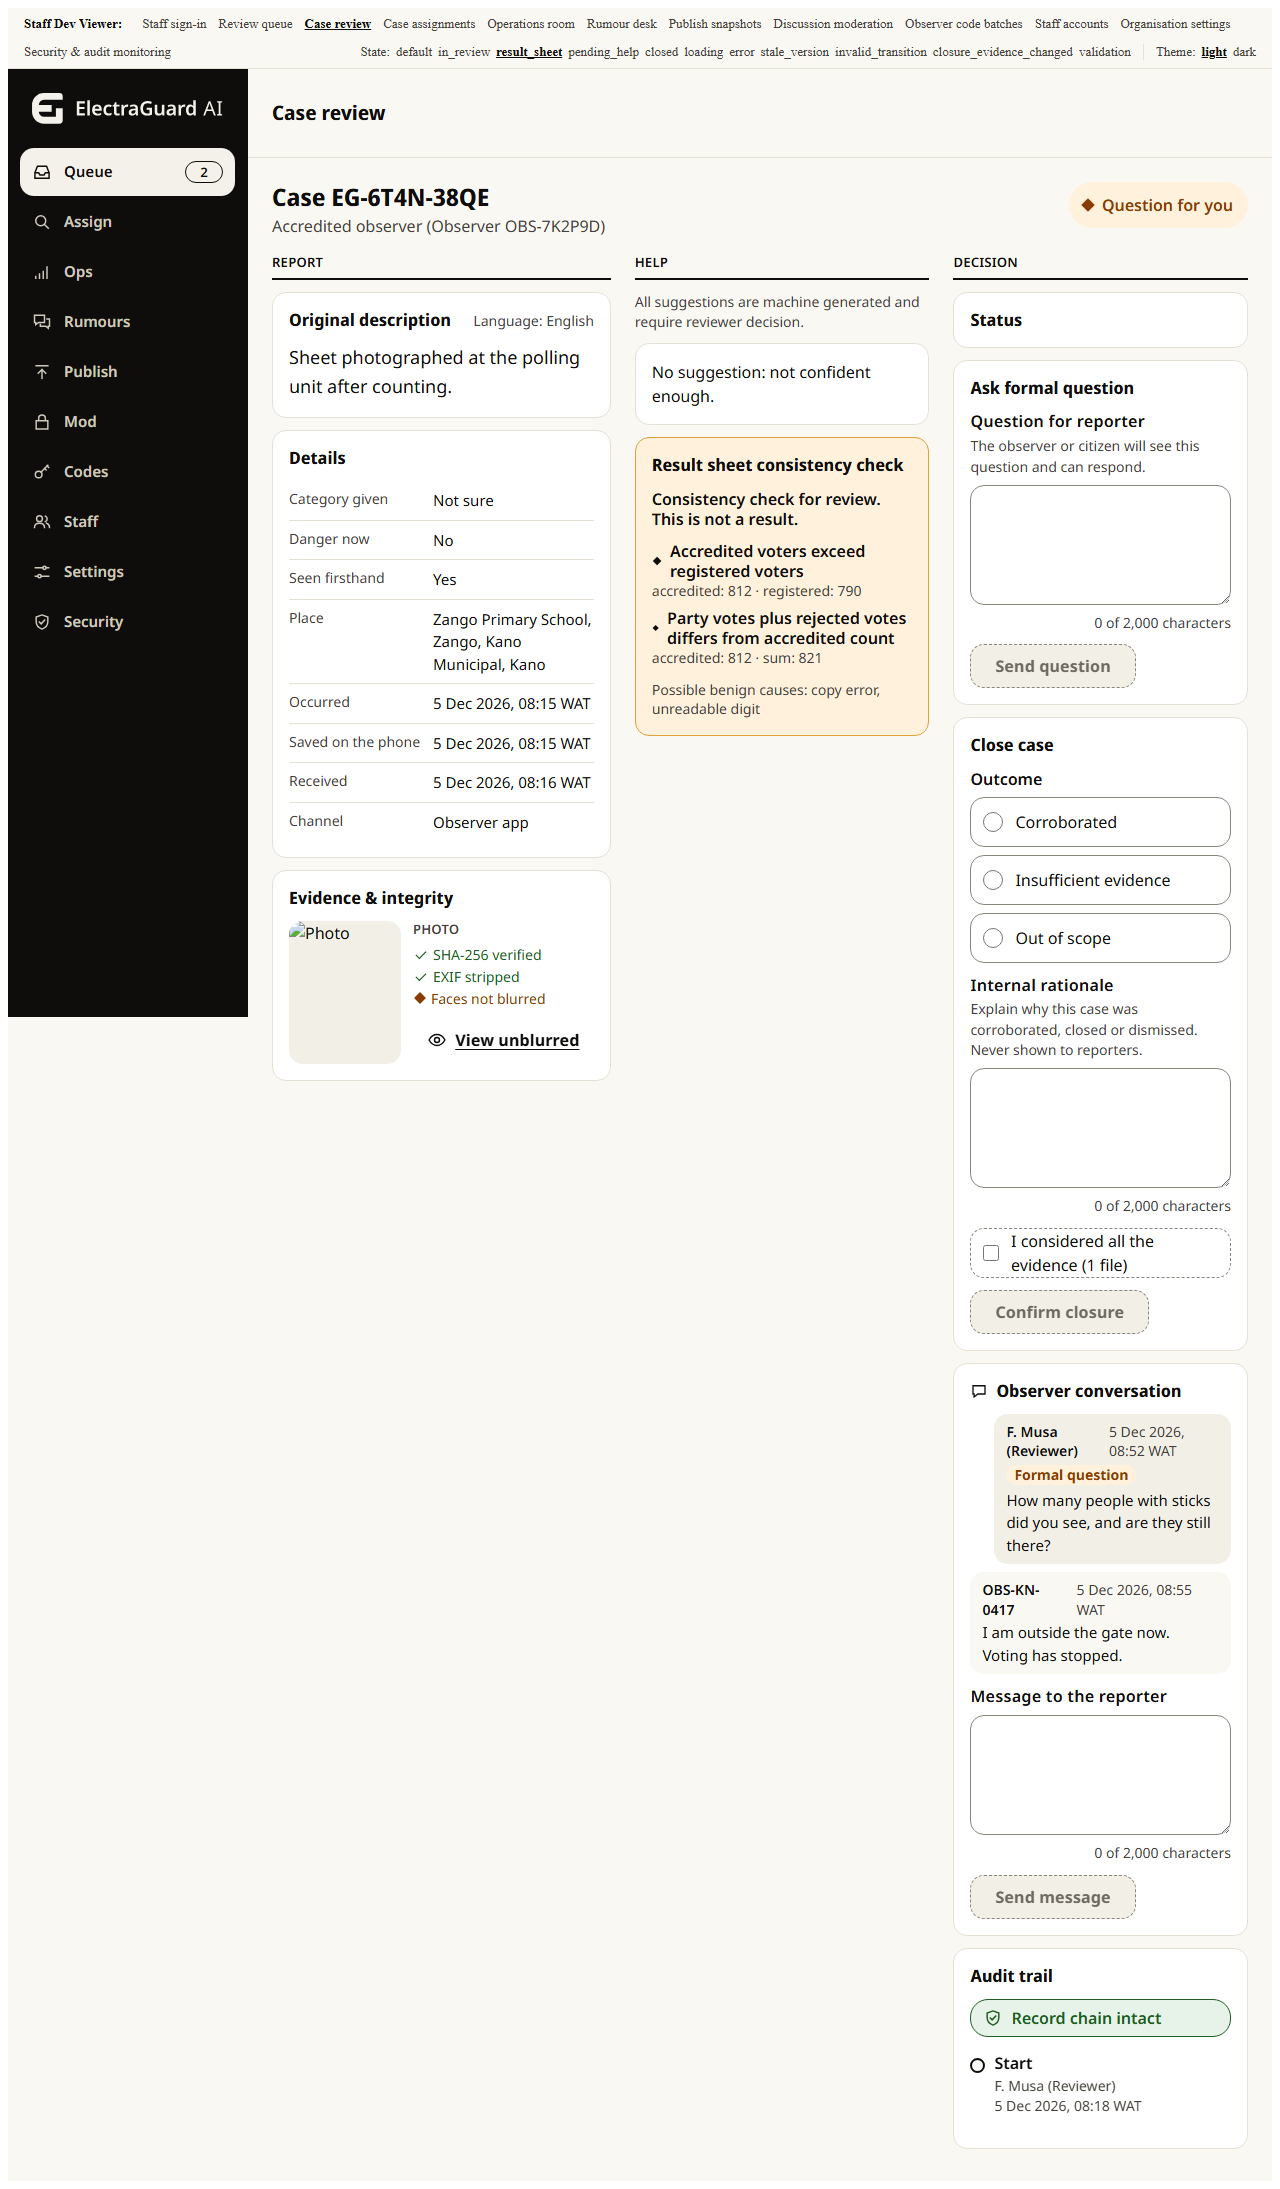 Staff Dev Viewer: Staff sign-in Review queue Case review Case assignments Operations room Rumour desk Publish snapshots Discussion moderation Observer code batches Staff accounts Organisation settings
Security & audit monitoring State: default in_review result_sheet pending_help closed loading error stale_version invalid_transition closure_evidence_changed validation Theme: light dark
ElectraGuard AI
Queue 2
Assign
Ops
Rumours
Publish
Mod
Codes
Staff
Settings
Security
Case review
Case EG-6T4N-38QE
Accredited observer (Observer OBS-7K2P9D)
Question for you
REPORT
Original description Language: English
Sheet photographed at the polling
unit after counting.
Details
Category given Not sure
Danger now No
Seen firsthand Yes
Place Zango Primary School,
Zango, Kano
Municipal, Kano
Occurred 5 Dec 2026, 08:15 WAT
Saved on the phone 5 Dec 2026, 08:15 WAT
Received 5 Dec 2026, 08:16 WAT
Channel Observer app
Evidence & integrity
Photo
PHOTO
SHA-256 verified
EXIF stripped
Faces not blurred
View unblurred
HELP
All suggestions are machine generated and
require reviewer decision.
No suggestion: not confident
enough.
Result sheet consistency check
Consistency check for review.
This is not a result.
Accredited voters exceed
registered voters
accredited: 812 · registered: 790
Party votes plus rejected votes
differs from accredited count
accredited: 812 · sum: 821
Possible benign causes: copy error,
unreadable digit
DECISION
Status
Ask formal question
Question for reporter
The observer or citizen will see this
question and can respond.
0 of 2,000 characters
Send question
Close case
Outcome
Corroborated
Insufficient evidence
Out of scope
Internal rationale
Explain why this case was
corroborated, closed or dismissed.
Never shown to reporters.
0 of 2,000 characters
I considered all the
evidence (1 file)
Confirm closure
Observer conversation
F. Musa 5 Dec 2026,
(Reviewer) 08:52 WAT
Formal question
How many people with sticks
did you see, and are they still
there?
OBS-KN- 5 Dec 2026, 08:55
0417 WAT
I am outside the gate now.
Voting has stopped.
Message to the reporter
0 of 2,000 characters
Send message
Audit trail
Record chain intact
Start
F. Musa (Reviewer)
5 Dec 2026, 08:18 WAT